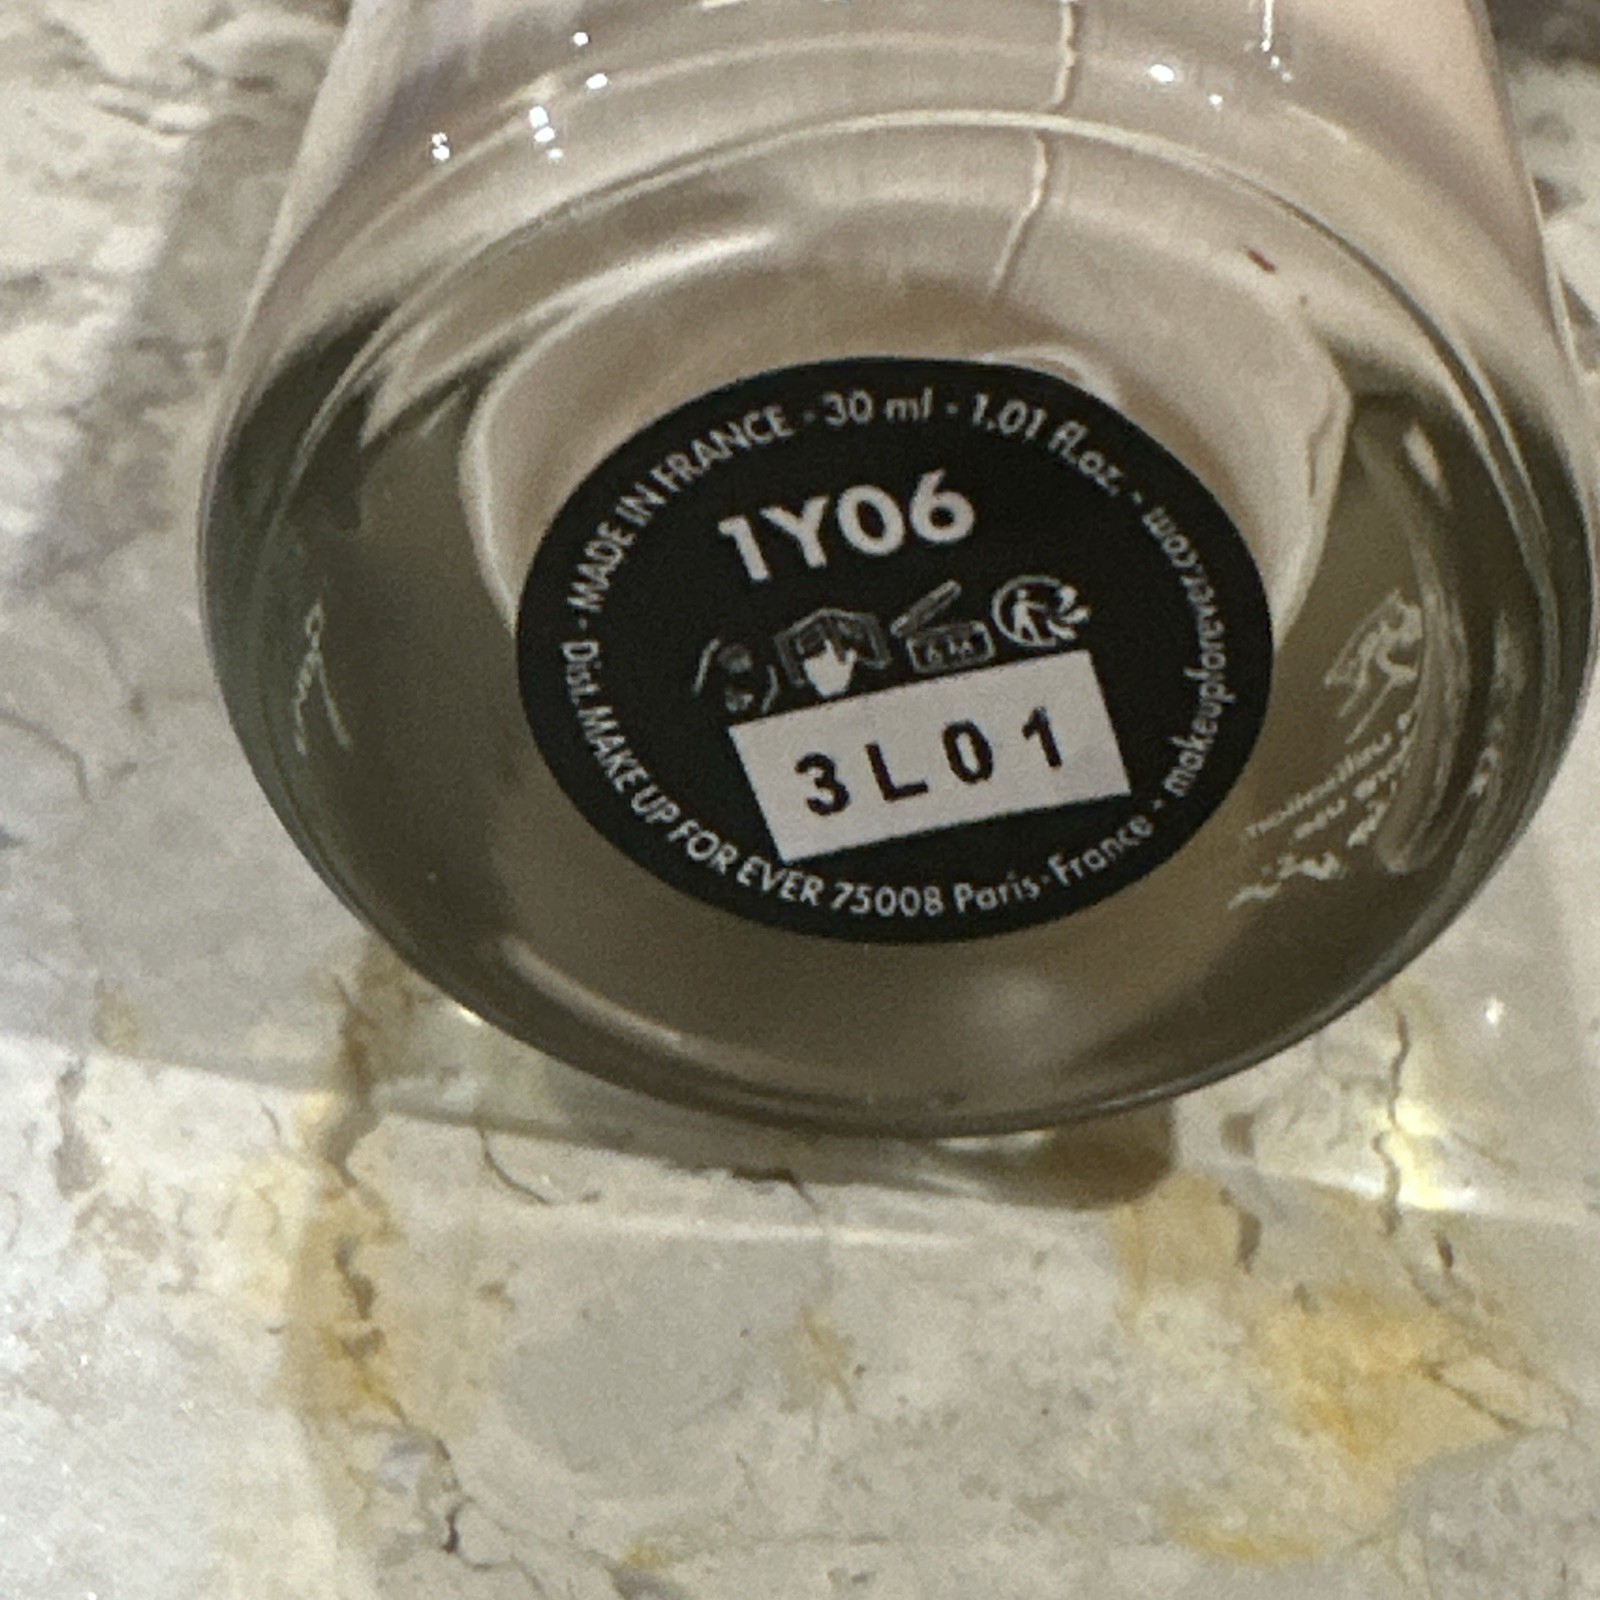 Dist. MAKE UP FOR EVER 75008 Paris - France - makeupforever.com - MADE IN FRANCE - 30 ml - 1.01 fl.oz. -
1Y06
6 M
3L01